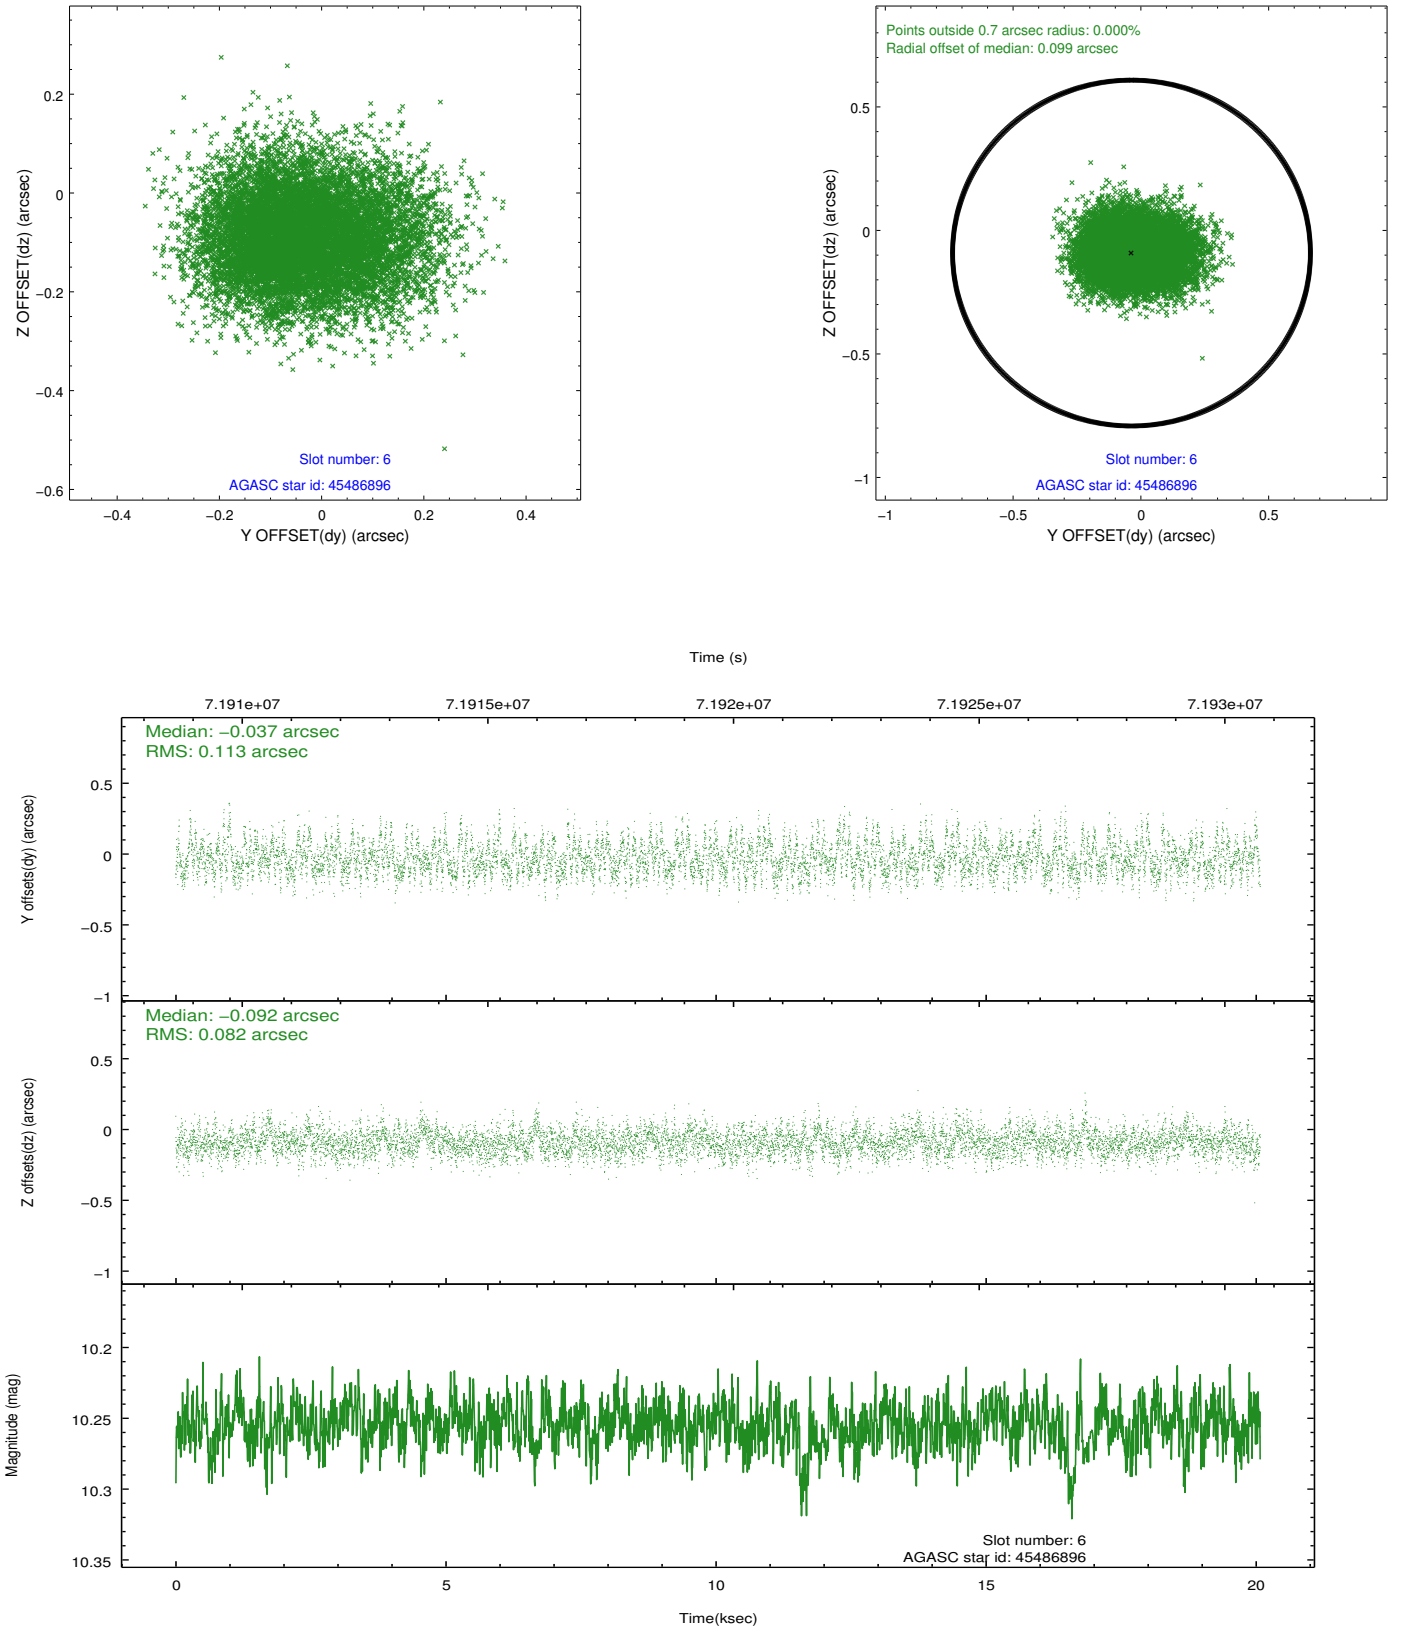 0.2
0
−0.2
−0.4
−0.6
Z OFFSET(dz) (arcsec)
Slot number: 6
AGASC star id: 45486896
−0.4
−0.2
0
0.2
0.4
Y OFFSET(dy) (arcsec)
Points outside 0.7 arcsec radius: 0.000%
Radial offset of median: 0.099 arcsec
0.5
0
−0.5
−1
Z OFFSET(dz) (arcsec)
Slot number: 6
AGASC star id: 45486896
−1
−0.5
0
0.5
Y OFFSET(dy) (arcsec)
Time (s)
7.191e+07
7.1915e+07
7.192e+07
7.1925e+07
7.193e+07
Median: −0.037 arcsec
RMS: 0.113 arcsec
0.5
0
−0.5
−1
Y offsets(dy) (arcsec)
Median: −0.092 arcsec
RMS: 0.082 arcsec
0.5
0
−0.5
−1
Z offsets(dz) (arcsec)
10.2
10.25
10.3
10.35
Magnitude (mag)
Slot number: 6
AGASC star id: 45486896
0
5
10
15
20
Time(ksec)